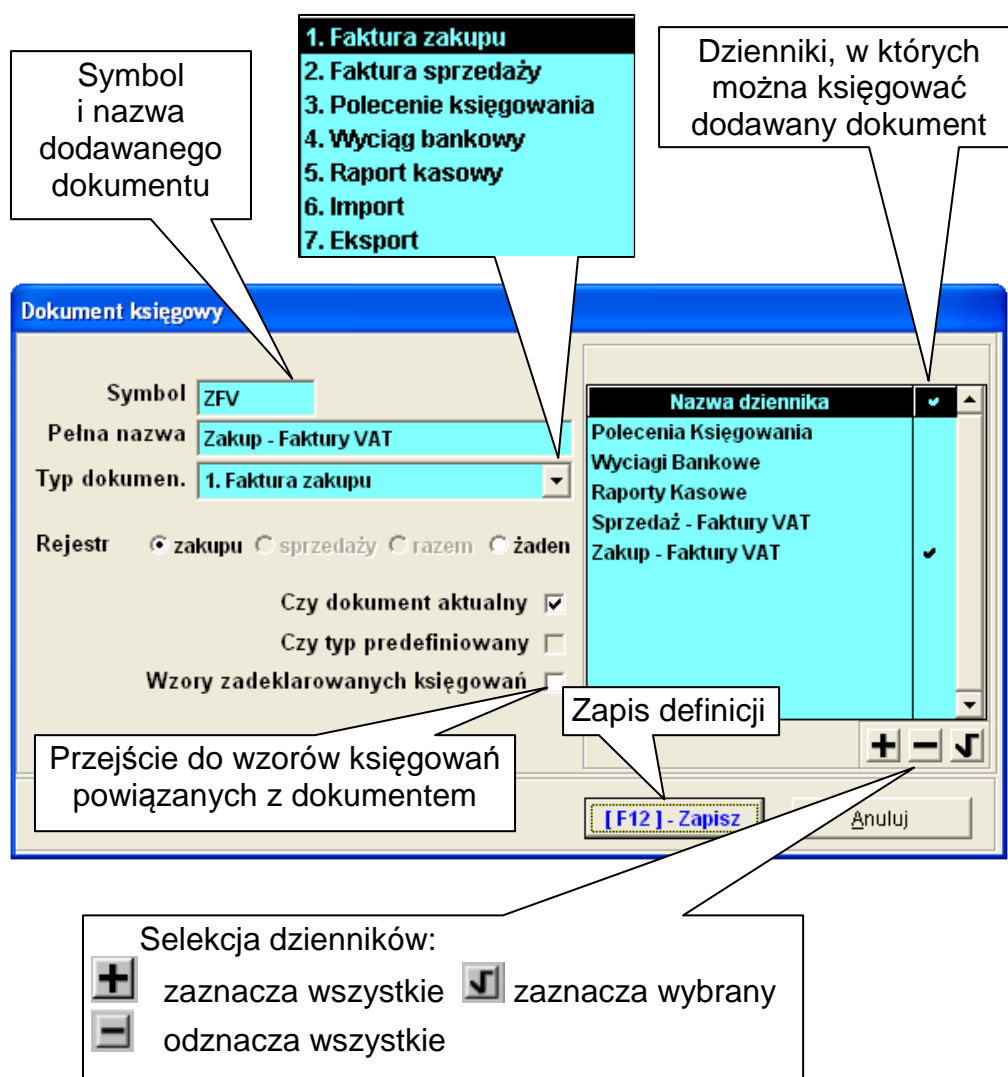 Symbol
i nazwa
dodawanego
dokumentu
1. Faktura zakupu
2. Faktura sprzedaży
3. Polecenie księgowania
4. Wyciąg bankowy
5. Raport kasowy
6. Import
7. Eksport
Dzienniki, w których
można księgować
dodawany dokument
Dokument księgowy
Symbol ZFV
Pełna nazwa Zakup - Faktury VAT
Typ dokumen. 1. Faktura zakupu
Rejestr zakupu sprzedaży razem żaden
Czy dokument aktualny
Czy typ predefiniowany
Wzory zadeklarowanych księgowań
Nazwa dziennika
Polecenia Księgowania
Wyciagi Bankowe
Raporty Kasowe
Sprzedaż - Faktury VAT
Zakup - Faktury VAT
Zapis definicji
Przejście do wzorów księgowań
powiązanych z dokumentem
[ F12 ] - Zapisz
Anuluj
Selekcja dzienników:
zaznacza wszystkie zaznacza wybrany
odznacza wszystkie